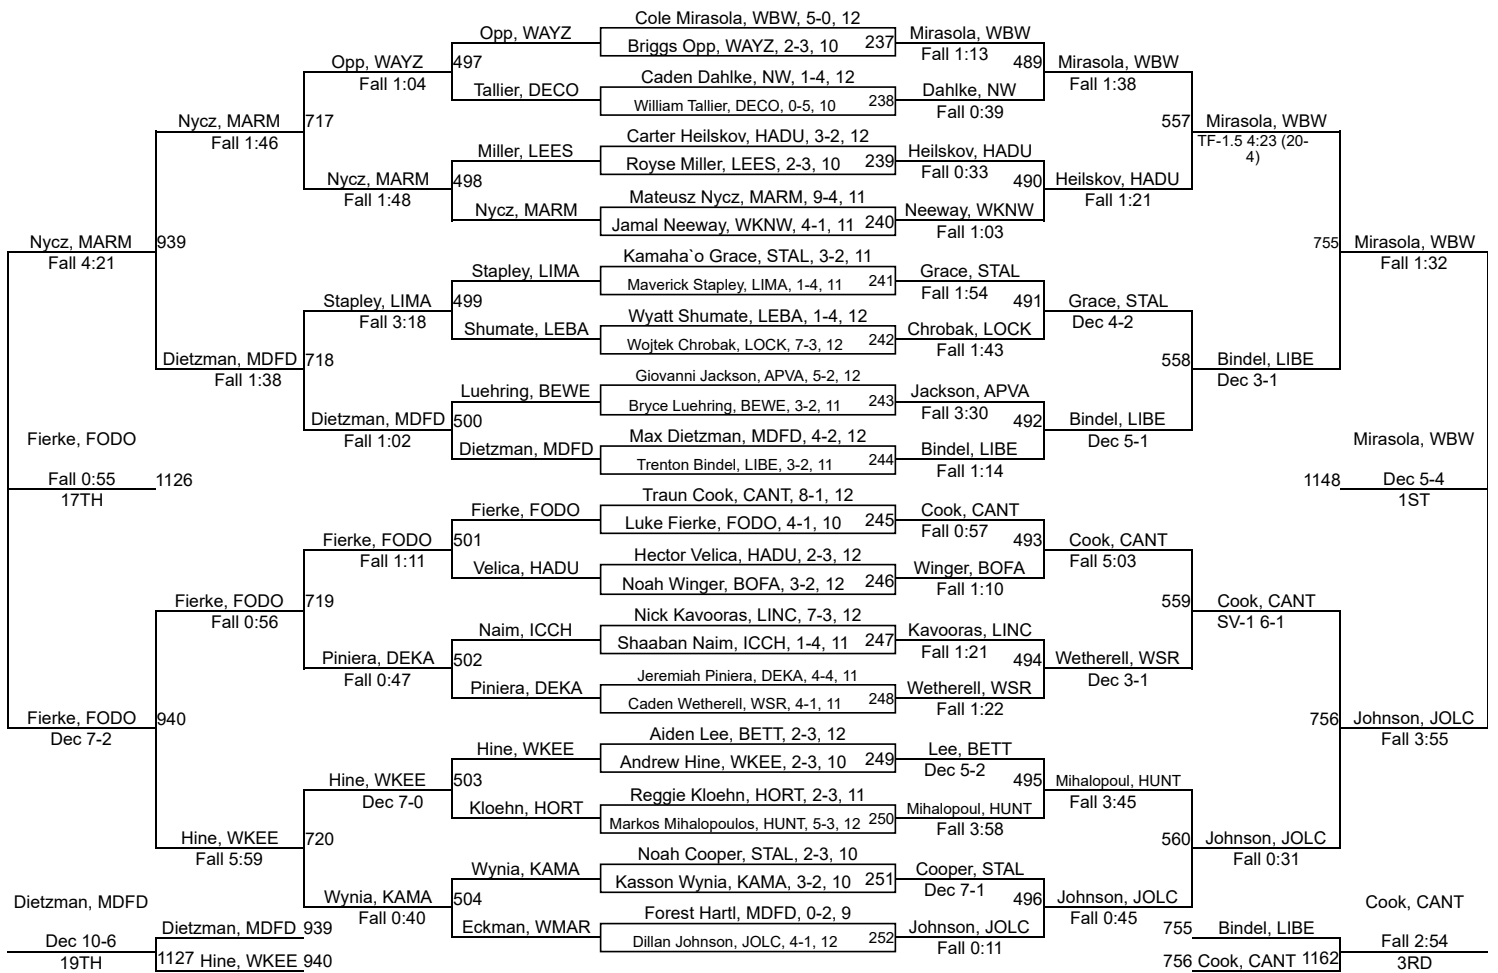 Cole Mirasola, WBW, 5-0, 12
Opp, WAYZ
Briggs Opp, WAYZ, 2-3, 10
237
Mirasola, WBW
Fall 1:13
Opp, WAYZ
497
489
Mirasola, WBW
Fall 1:04
Fall 1:38
Caden Dahlke, NW, 1-4, 12
Tallier, DECO
William Tallier, DECO, 0-5, 10
238
Dahlke, NW
Fall 0:39
Nycz, MARM
717
557
Mirasola, WBW
Fall 1:46
TF-1.5 4:23 (20-
4)
Carter Heilskov, HADU, 3-2, 12
Miller, LEES
Royse Miller, LEES, 2-3, 10
239
Heilskov, HADU
Fall 0:33
Nycz, MARM
498
490
Heilskov, HADU
Fall 1:48
Fall 1:21
Mateusz Nycz, MARM, 9-4, 11
Nycz, MARM
Jamal Neeway, WKNW, 4-1, 11
240
Neeway, WKNW
Fall 1:03
Nycz, MARM
939
755
Mirasola, WBW
Fall 4:21
Fall 1:32
Kamaha`o Grace, STAL, 3-2, 11
Stapley, LIMA
Maverick Stapley, LIMA, 1-4, 11
241
Grace, STAL
Fall 1:54
Stapley, LIMA
499
491
Grace, STAL
Fall 3:18
Dec 4-2
Wyatt Shumate, LEBA, 1-4, 12
Shumate, LEBA
Wojtek Chrobak, LOCK, 7-3, 12
242
Chrobak, LOCK
Fall 1:43
Dietzman, MDFD
718
558
Bindel, LIBE
Fall 1:38
Dec 3-1
Giovanni Jackson, APVA, 5-2, 12
Luehring, BEWE
Bryce Luehring, BEWE, 3-2, 11
243
Jackson, APVA
Fall 3:30
Dietzman, MDFD
500
492
Bindel, LIBE
Fall 1:02
Dec 5-1
Max Dietzman, MDFD, 4-2, 12
Dietzman, MDFD
Trenton Bindel, LIBE, 3-2, 11
244
Bindel, LIBE
Fall 1:14
Fierke, FODO
Mirasola, WBW
Fall 0:55
1126
1148
Dec 5-4
17TH
1ST
Traun Cook, CANT, 8-1, 12
Fierke, FODO
Luke Fierke, FODO, 4-1, 10
245
Cook, CANT
Fall 0:57
Fierke, FODO
501
493
Cook, CANT
Fall 1:11
Fall 5:03
Hector Velica, HADU, 2-3, 12
Velica, HADU
Noah Winger, BOFA, 3-2, 12
246
Winger, BOFA
Fall 1:10
Fierke, FODO
719
559
Cook, CANT
Fall 0:56
SV-1 6-1
Nick Kavooras, LINC, 7-3, 12
Naim, ICCH
Shaaban Naim, ICCH, 1-4, 11
247
Kavooras, LINC
Fall 1:21
Piniera, DEKA
502
494
Wetherell, WSR
Fall 0:47
Dec 3-1
Jeremiah Piniera, DEKA, 4-4, 11
Piniera, DEKA
Caden Wetherell, WSR, 4-1, 11
248
Wetherell, WSR
Fall 1:22
Fierke, FODO
940
756
Johnson, JOLC
Dec 7-2
Fall 3:55
Aiden Lee, BETT, 2-3, 12
Hine, WKEE
Andrew Hine, WKEE, 2-3, 10
249
Lee, BETT
Dec 5-2
Hine, WKEE
503
495
Mihalopoul, HUNT
Dec 7-0
Fall 3:45
Reggie Kloehn, HORT, 2-3, 11
Kloehn, HORT
Markos Mihalopoulos, HUNT, 5-3, 12
250
Mihalopoul, HUNT
Fall 3:58
Hine, WKEE
720
560
Johnson, JOLC
Fall 5:59
Fall 0:31
Noah Cooper, STAL, 2-3, 10
Wynia, KAMA
Kasson Wynia, KAMA, 3-2, 10
251
Cooper, STAL
Dec 7-1
Wynia, KAMA
504
496
Johnson, JOLC
Fall 0:40
Fall 0:45
Forest Hartl, MDFD, 0-2, 9
Eckman, WMAR
Dillan Johnson, JOLC, 4-1, 12
252
Johnson, JOLC
Fall 0:11
Dietzman, MDFD
Dietzman, MDFD
939
Dec 10-6
19TH
1127
Hine, WKEE
940
Cook, CANT
755
Bindel, LIBE
Fall 2:54
756
Cook, CANT
1162
3RD